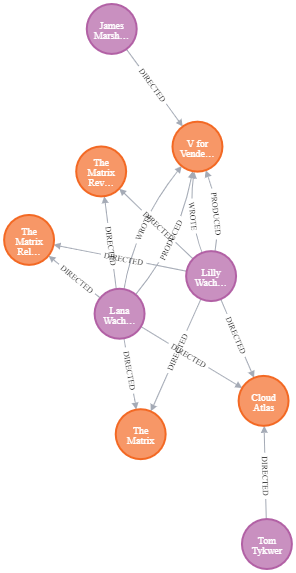 James
Marsh...
DIRECTED
V for
Vende...
The
Matrix
Rev...
WROTE
DIRECTED
PRODUCED
WROTE
PRODUCED
The
Matrix
Rel...
DIRECTED
DIRECTED
DIRECTED
Lilly
Wach...
Lana
Wach...
DIRECTED
DIRECTED
DIRECTED
DIRECTED
Cloud
Atlas
The
Matrix
DIRECTED
Tom
Tykwer